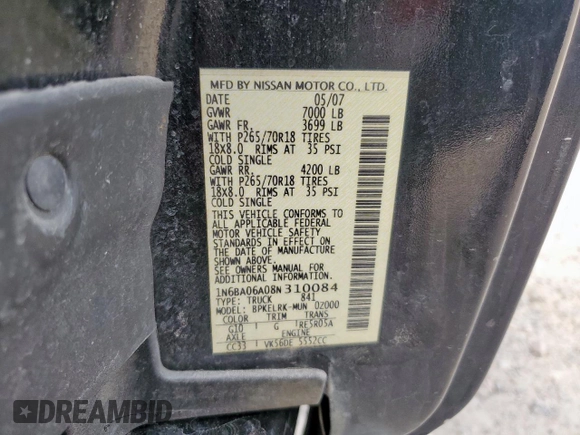 MFD BY NISSAN MOTOR CO., LTD.
DATE 05/07
GVWR 7000 LB
GAWR FR. 3699 LB
WITH P265/70R18 TIRES
18X8.0 RIMS AT 35 PSI
COLD SINGLE
GAWR RR. 4200 LB
WITH P265/70R18 TIRES
18X8.0 RIMS AT 35 PSI
COLD SINGLE
THIS VEHICLE CONFORMS TO
ALL APPLICABLE FEDERAL
MOTOR VEHICLE SAFETY
STANDARDS IN EFFECT ON
THE DATE OF MANUFACTURE
SHOWN ABOVE.
SEE OWNERS MANUAL FOR
ADDITIONAL INFORMATION.
1N6BA06A08N310084
TYPE: TRUCK 841
MODEL: BPKELRK-MUN 02000
COLOR TRIM TRANS
G10 G RE5R05A
AXLE ENGINE
CC33 VK56DE 5552CC
DREAMBID